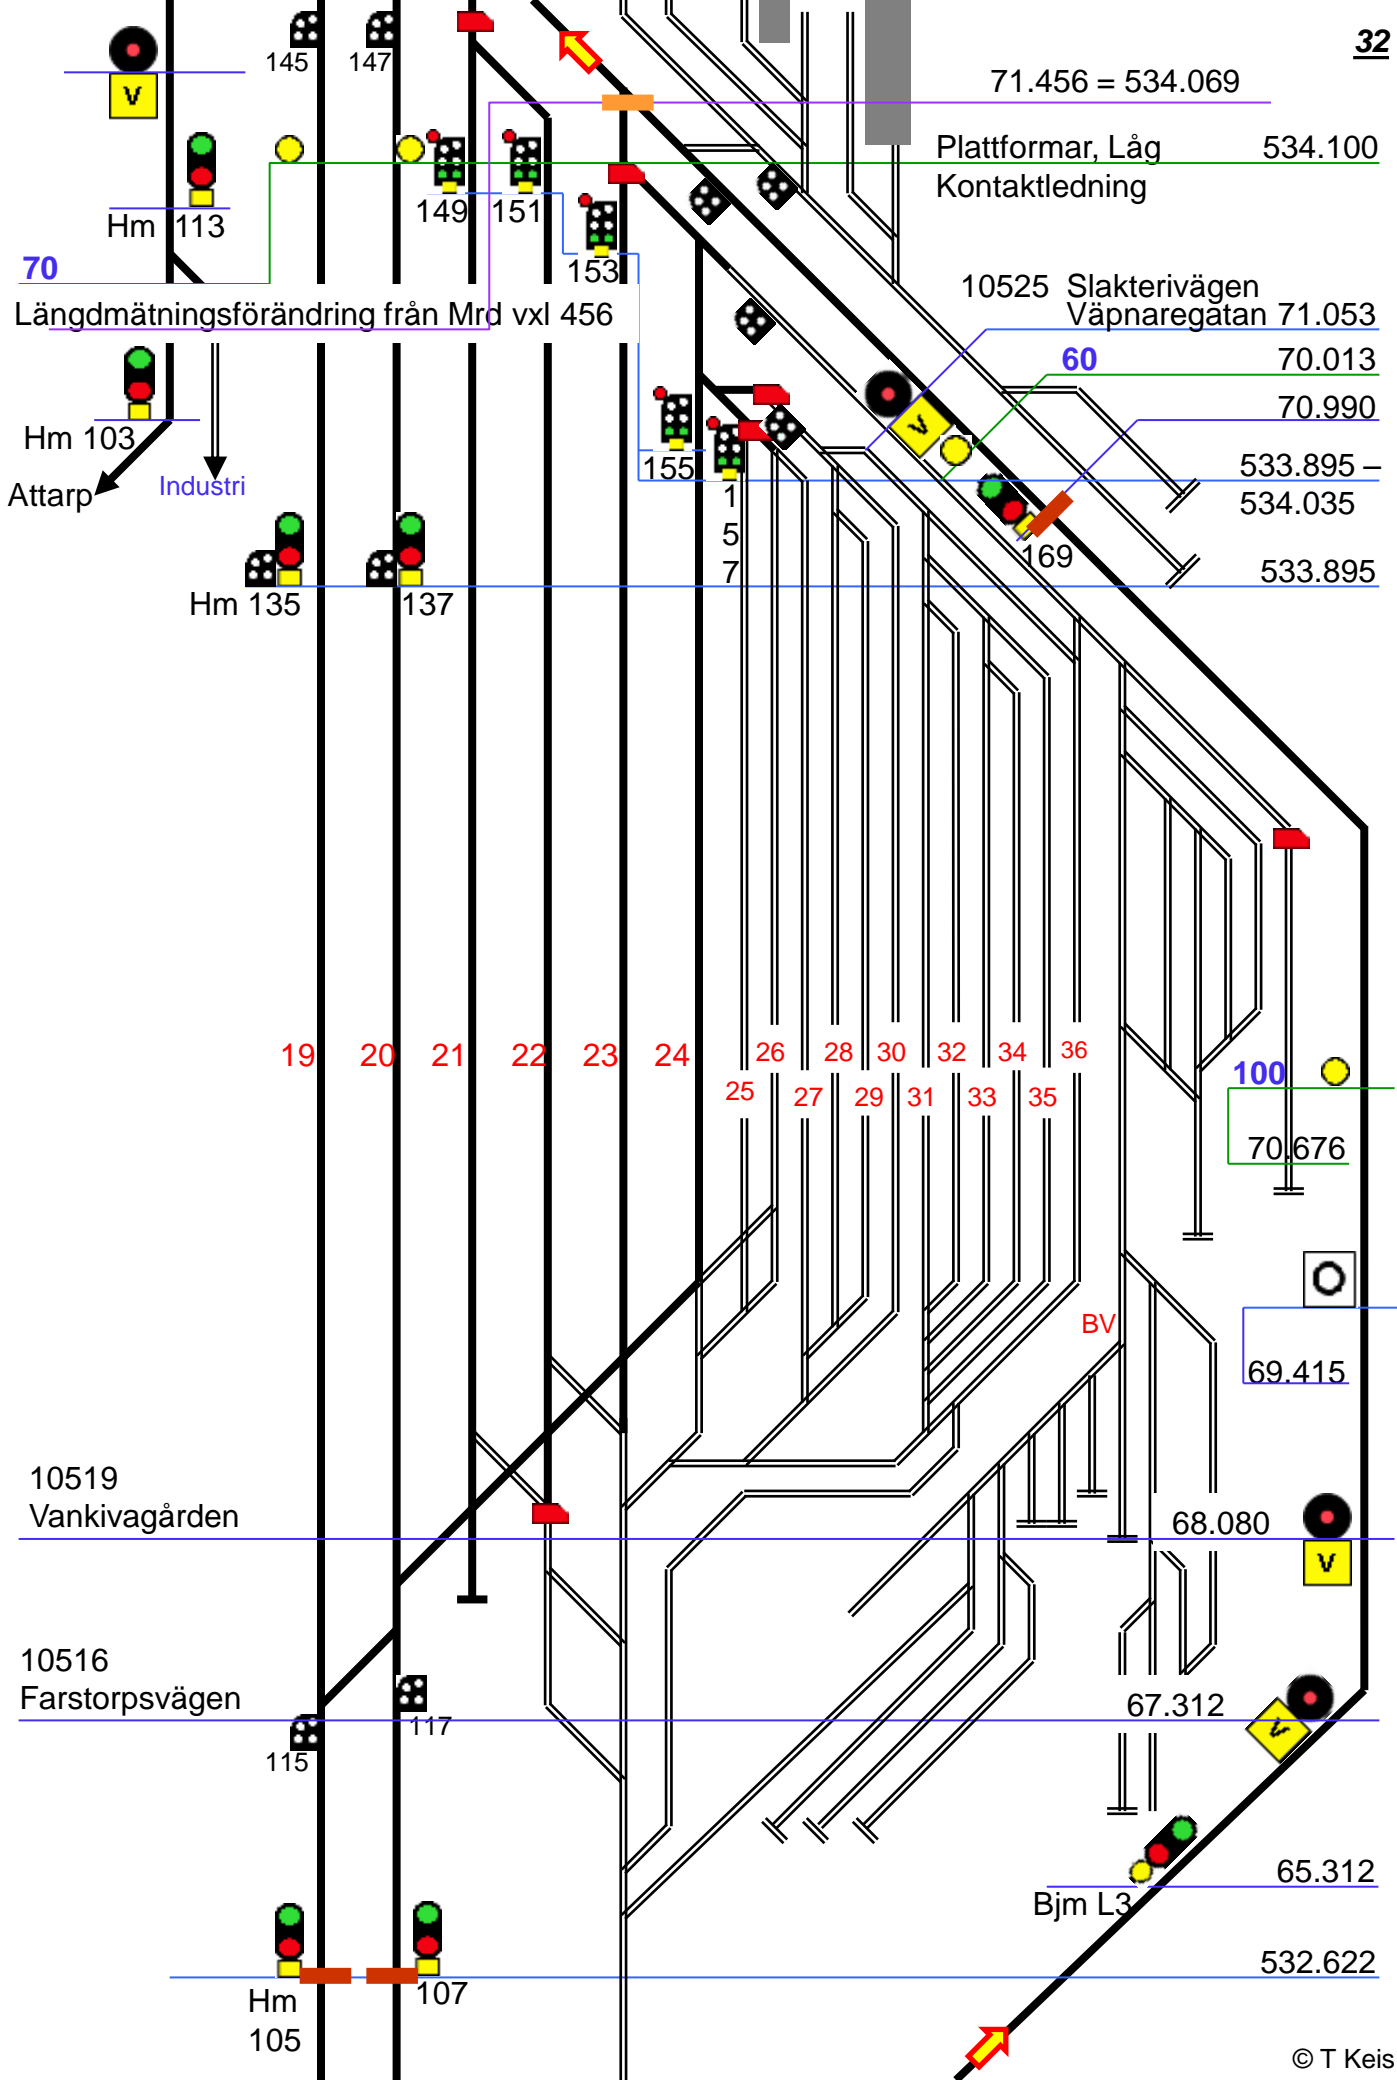 32
145
147
V
71.456 = 534.069
Plattformar, Låg
534.100
Kontaktledning
Hm 113
149
151
153
70
10525 Slakterivägen
Längdmätningsförändring från Mrd vxl 456
Väpnaregatan 71.053
60
70.013
70.990
V
Hm 103
155
533.895 –
Attarp
Industri
1
5
7
534.035
169
533.895
Hm 135
137
19
20
21
22
23
24
26
28
30
32
34
36
25
27
29
31
33
35
100
70.676
BV
69.415
10519
Vankivagården
68.080
V
10516
Farstorpsvägen
67.312
V
117
115
65.312
Bjm L3
532.622
Hm
105
107
© T Keis